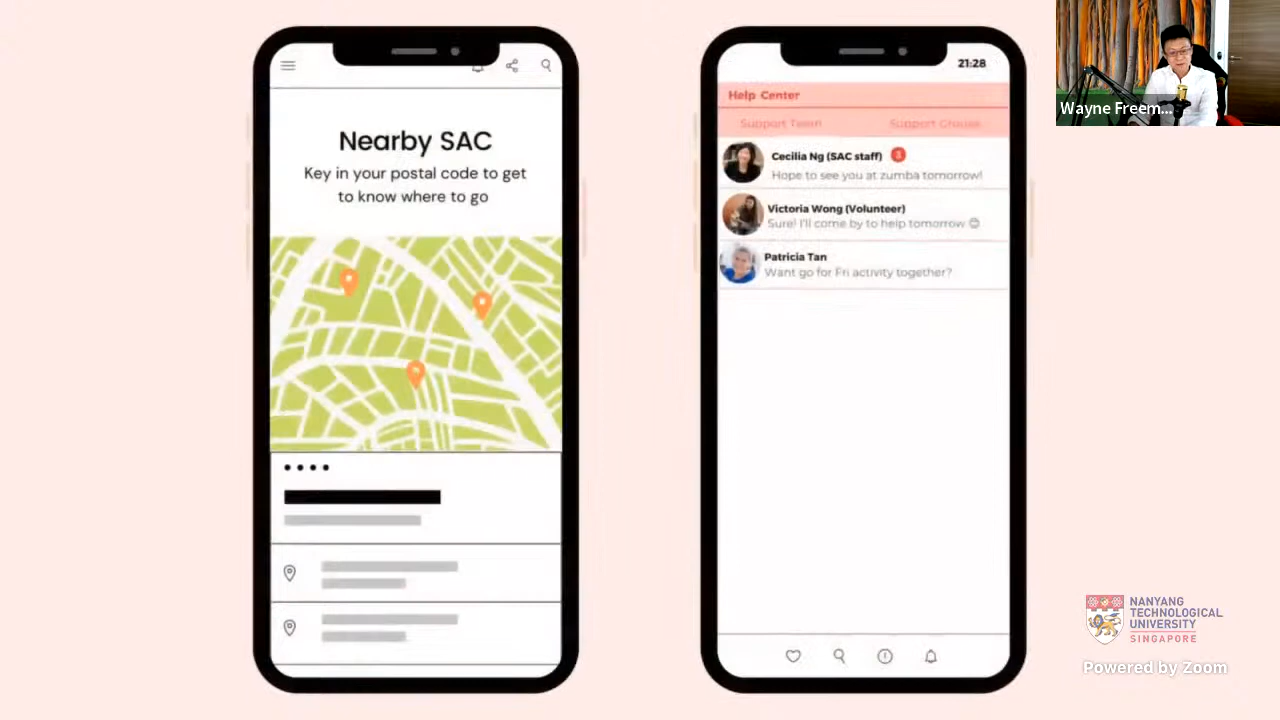 Nearby SAC
Key in your postal code to get
to know where to go
21:28
Help Center
Support Team Support Groups
Cecilia Ng (SAC staff)
Hope to see you at zumba tomorrow!
Victoria Wong (Volunteer)
Sure! I'll come by to help tomorrow 😊
Patricia Tan
Want go for Fri activity together?
Wayne Freem...
NANYANG
TECHNOLOGICAL
UNIVERSITY
SINGAPORE
Powered by Zoom